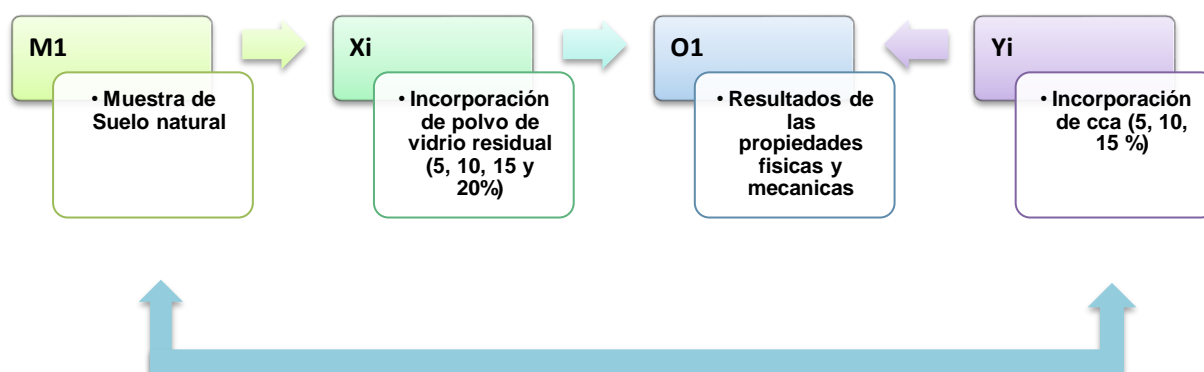 M1
• Muestra de
Suelo natural
Xi
• Incorporación
de polvo de
vidrio residual
(5, 10, 15 y
20%)
O1
• Resultados de
las
propiedades
fisicas y
mecanicas
Yi
• Incorporación
de cca (5, 10,
15 %)